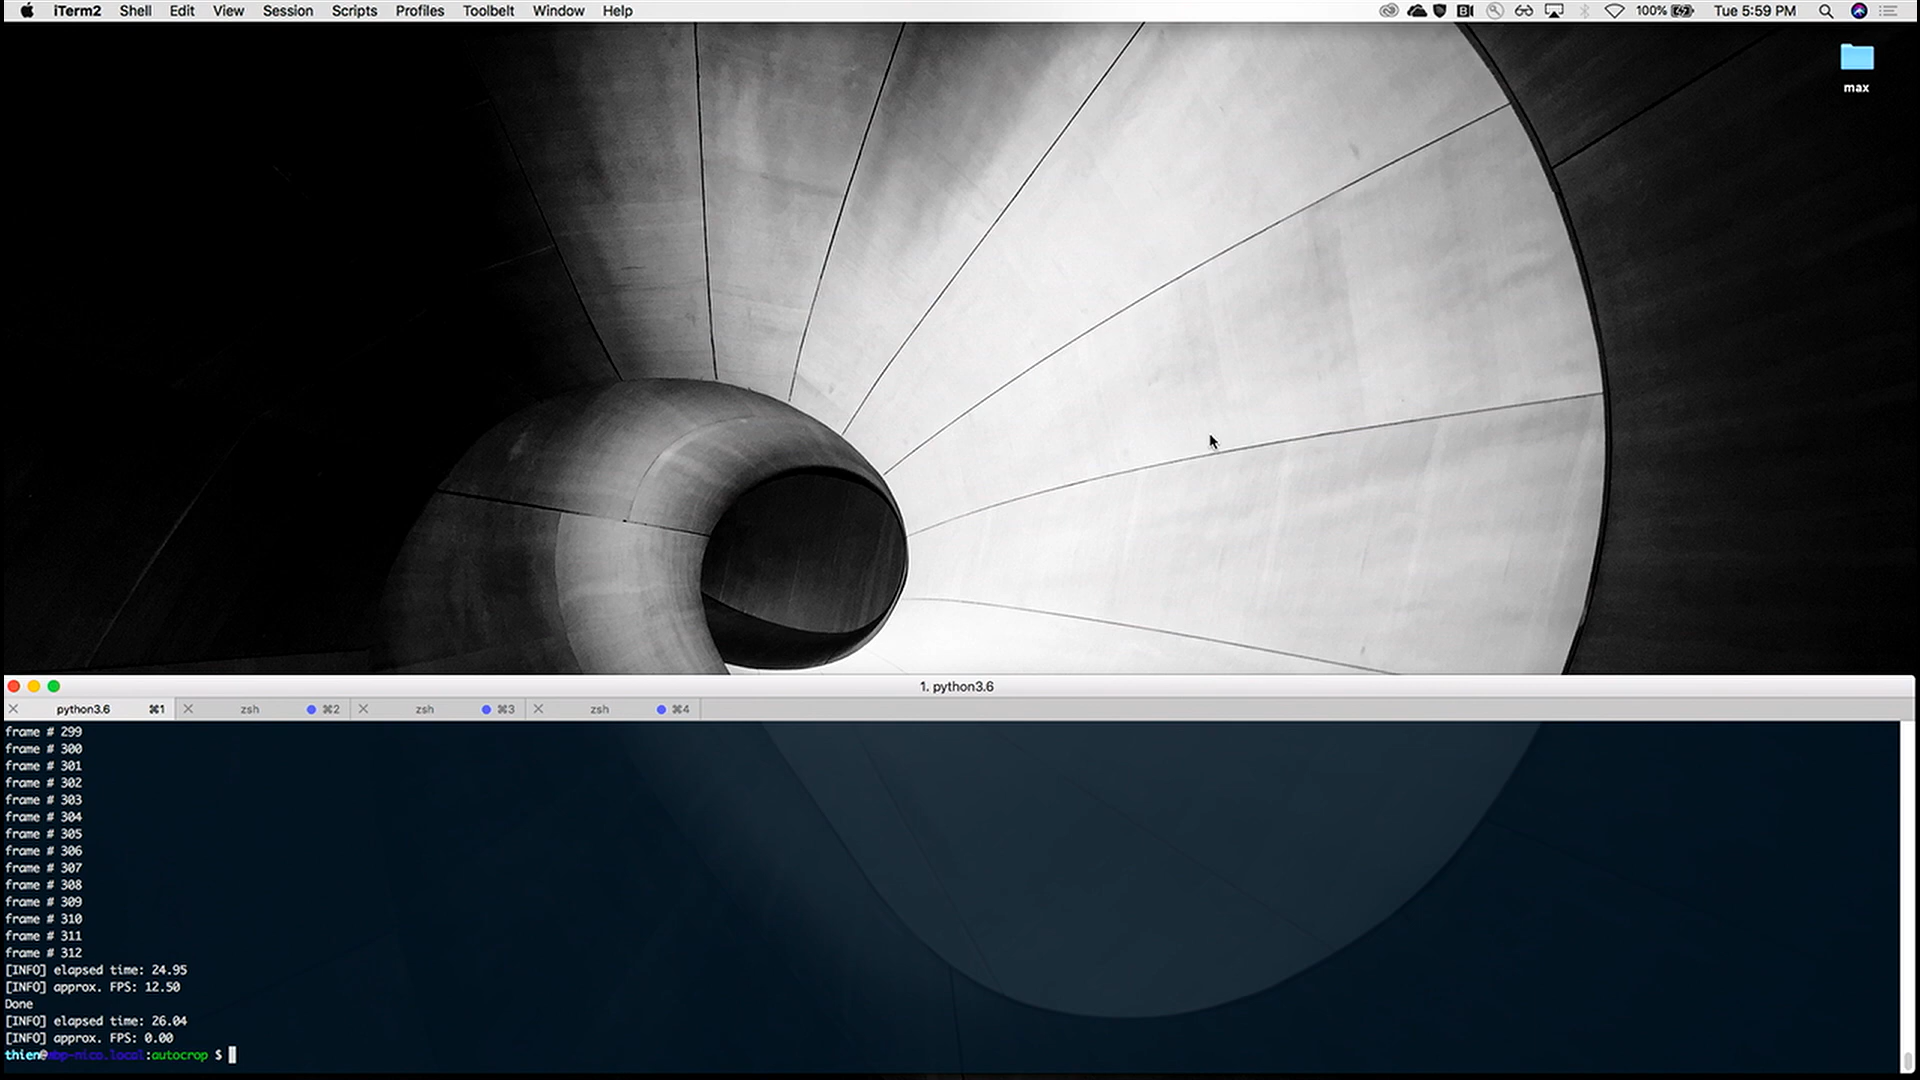 iTerm2 Shell Edit View Session Scripts Profiles Toolbelt Window Help 100% Tue 5:59 PM
max
1. python3.6
python3.6 ⌘1 zsh ⌘2 zsh ⌘3 zsh ⌘4
frame # 299
frame # 300
frame # 301
frame # 302
frame # 303
frame # 304
frame # 305
frame # 306
frame # 307
frame # 308
frame # 309
frame # 310
frame # 311
frame # 312
[INFO] elapsed time: 24.95
[INFO] approx. FPS: 12.50
Done
[INFO] elapsed time: 26.04
[INFO] approx. FPS: 0.00
thien@mbp-nico.local:autocrop $